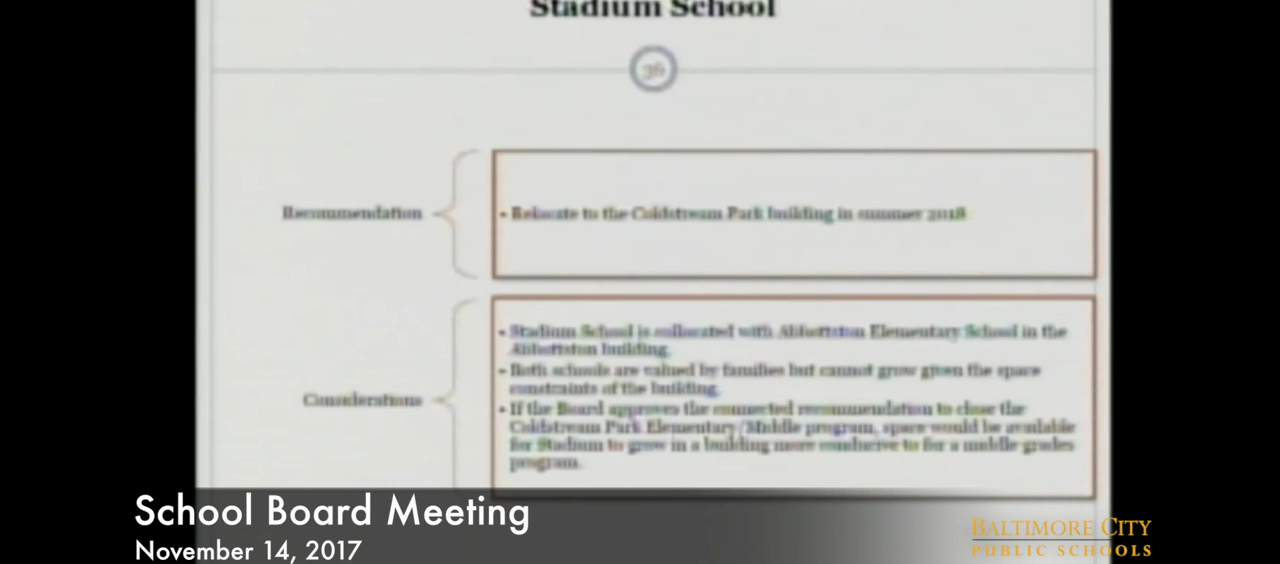 Stadium School
36
Recommendation
• Relocate to the Coldstream Park building in summer 2018
• Stadium School is collocated with Abbottston Elementary School in the
Abbottston building.
• Both schools are valued by families but cannot grow given the space
constraints of the building.
Considerations
• If the Board approves the connected recommendation to close the
Coldstream Park Elementary/Middle program, space would be available
for Stadium to grow in a building more conducive to for a middle grades
program.
School Board Meeting
November 14, 2017
BALTIMORE CITY
PUBLIC SCHOOLS